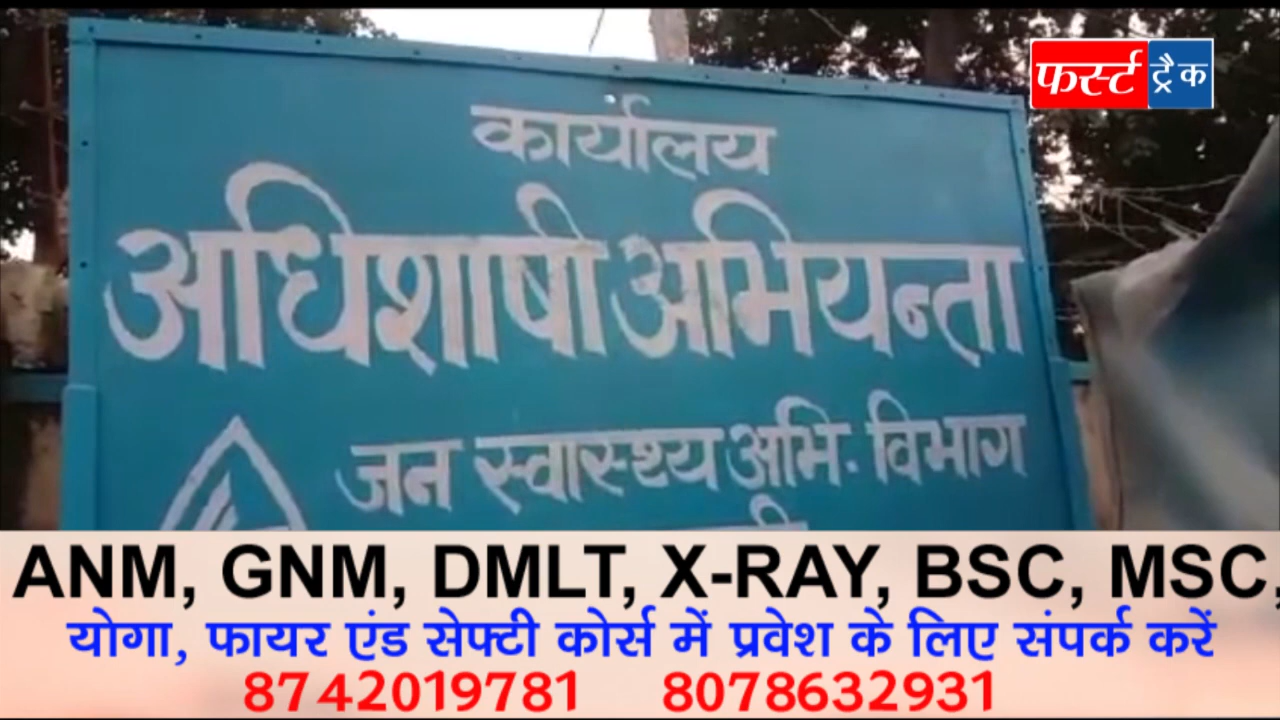 फर्स्ट ट्रैक
कार्यालय
अधिशाषी अभियन्ता
जन स्वास्थ्य अभि. विभाग
ANM, GNM, DMLT, X-RAY, BSC, MSC,
योगा, फायर एंड सेफ्टी कोर्स में प्रवेश के लिए संपर्क करें
8742019781 8078632931